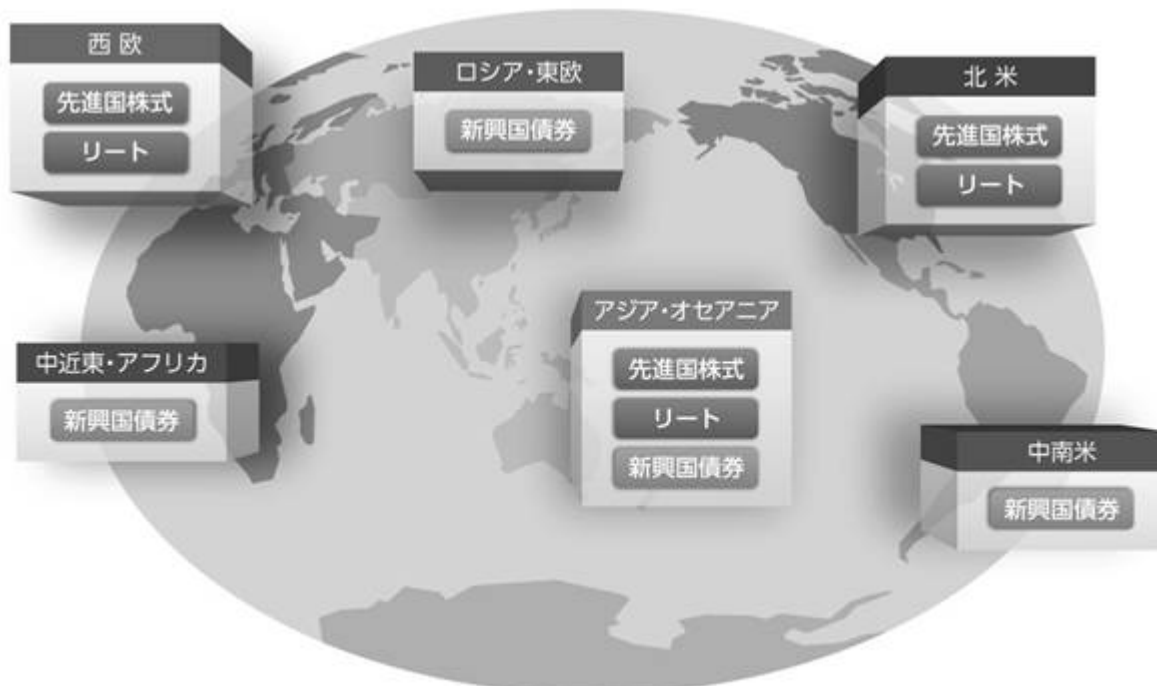 西欧
先進国株式
リート
ロシア・東欧
新興国債券
北米
先進国株式
リート
中近東・アフリカ
新興国債券
アジア・オセアニア
先進国株式
リート
新興国債券
中南米
新興国債券